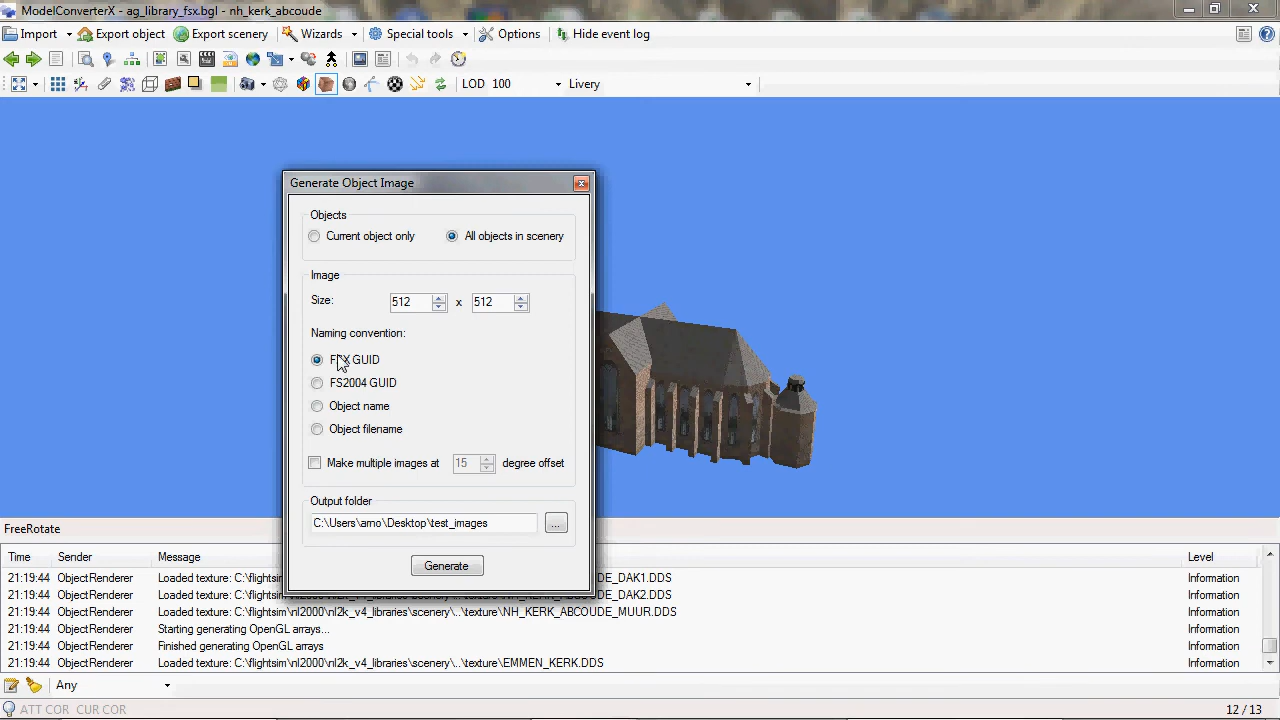 ModelConverterX - ag_library_fsx.bgl - nh_kerk_abcoude
Import Export object Export scenery Wizards Special tools Options Hide event log
LOD 100 Livery
Generate Object Image
Objects
Current object only All objects in scenery
Image
Size: 512 x 512
Naming convention:
FSX GUID
FS2004 GUID
Object name
Object filename
Make multiple images at 15 degree offset
Output folder
C:\Users\arno\Desktop\test_images ...
Generate
FreeRotate
Time Sender Message Level
21:19:44 ObjectRenderer Loaded texture: C:\flightsim\ DE_DAK1.DDS Information
21:19:44 ObjectRenderer Loaded texture: C:\flightsim\ DE_DAK2.DDS Information
21:19:44 ObjectRenderer Loaded texture: C:\flightsim\nl2000\nl2k_v4_libraries\scenery\..\texture\NH_KERK_ABCOUDE_MUUR.DDS Information
21:19:44 ObjectRenderer Starting generating OpenGL arrays... Information
21:19:44 ObjectRenderer Finished generating OpenGL arrays Information
21:19:44 ObjectRenderer Loaded texture: C:\flightsim\nl2000\nl2k_v4_libraries\scenery\..\texture\EMMEN_KERK.DDS Information
Any
ATT COR CUR COR 12 / 13